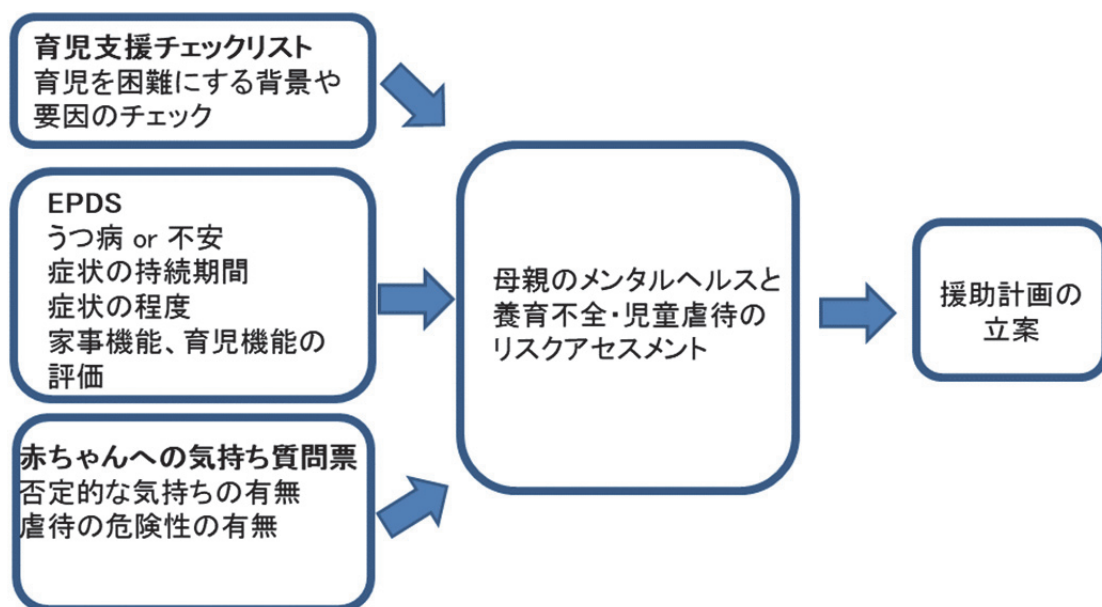 育児支援チェックリスト
育児を困難にする背景や
要因のチェック
EPDS
うつ病 or 不安
症状の持続期間
症状の程度
家事機能、育児機能の
評価
赤ちゃんへの気持ち質問票
否定的な気持ちの有無
虐待の危険性の有無
母親のメンタルヘルスと
養育不全・児童虐待の
リスクアセスメント
援助計画の
立案